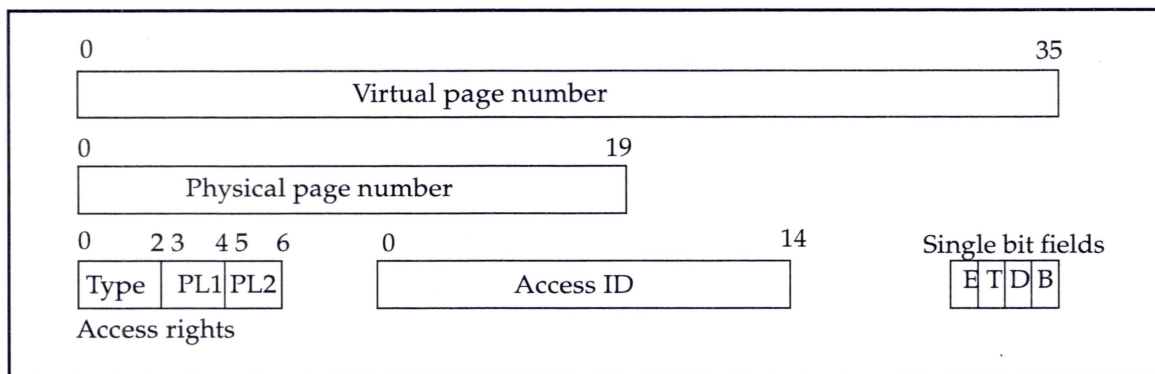 0 35
Virtual page number
0 19
Physical page number
0 2 3 4 5 6 0 14 Single bit fields
Type PL1 PL2 Access ID E T D B
Access rights